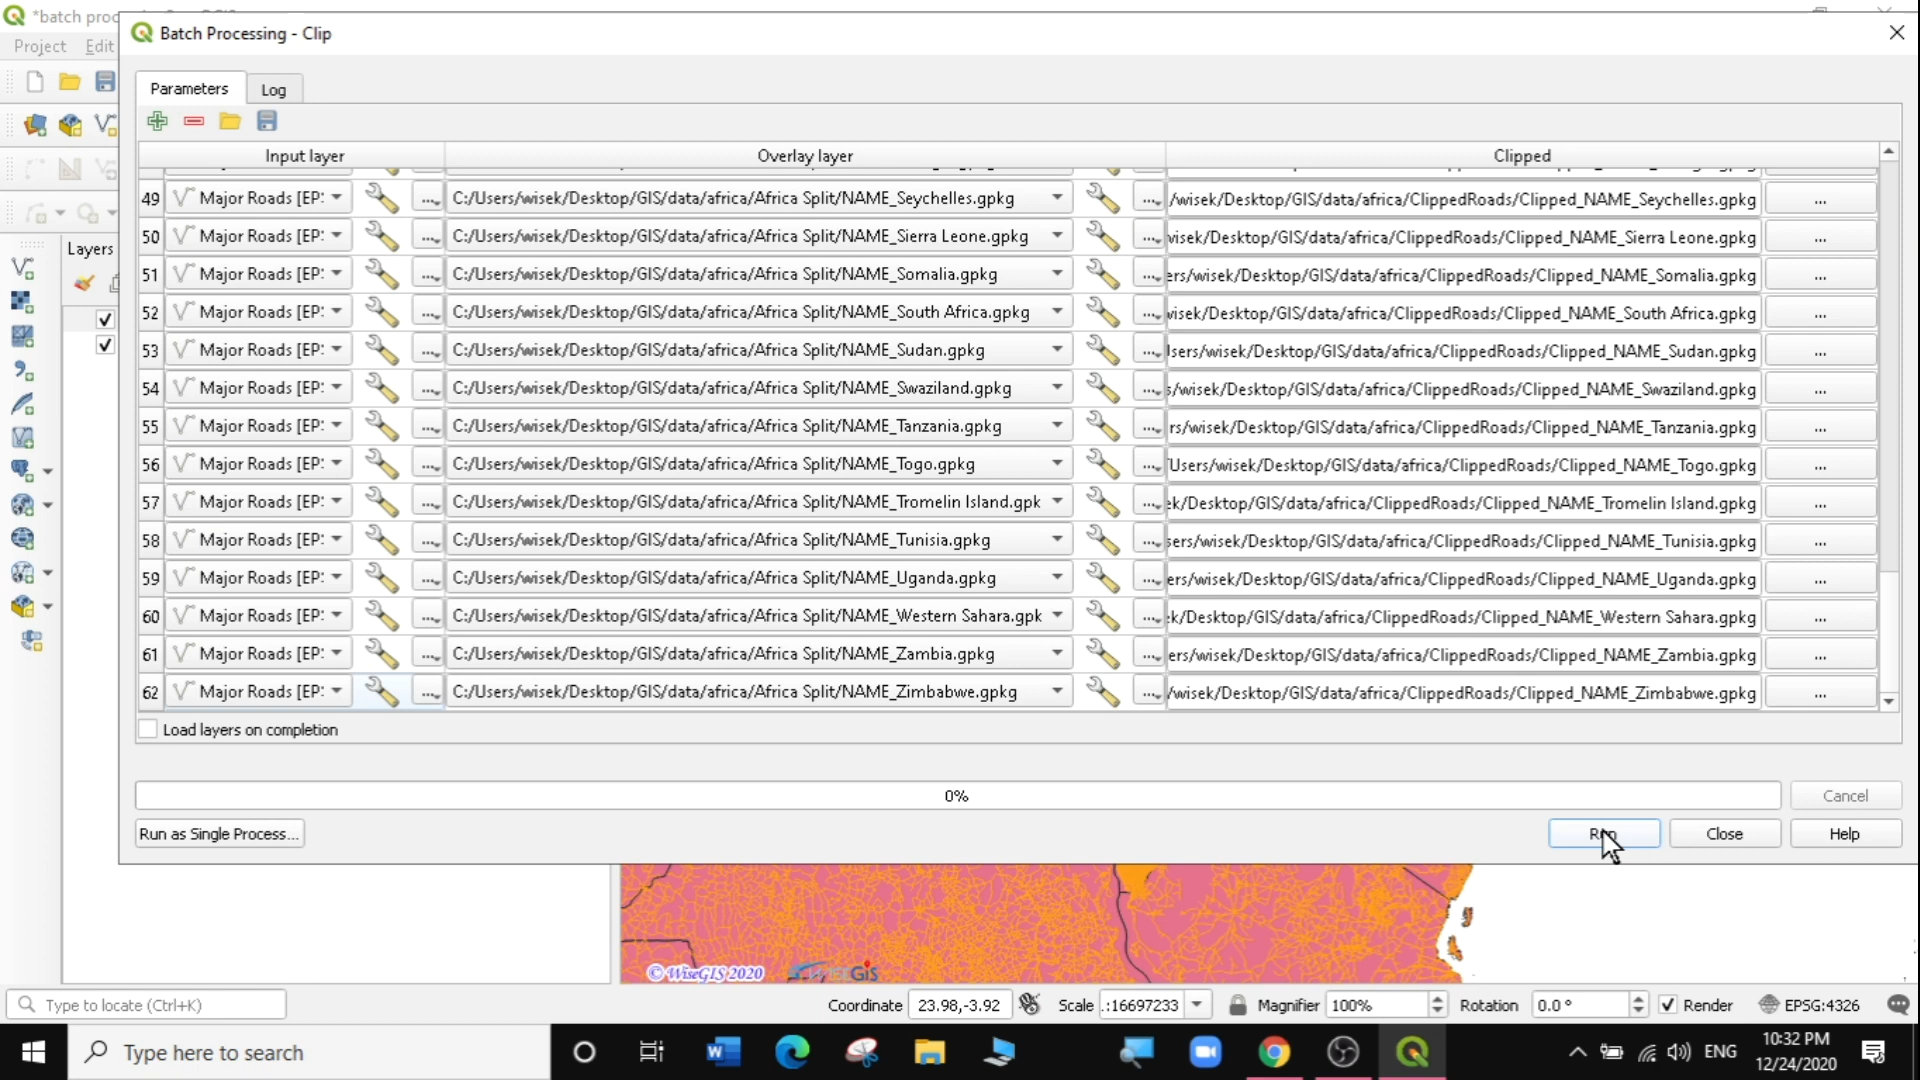 *batch proc
Batch Processing - Clip
Project Edit
Parameters Log
Input layer Overlay layer Clipped
49 Major Roads [EP: ... C:/Users/wisek/Desktop/GIS/data/africa/Africa Split/NAME_Seychelles.gpkg ... /wisek/Desktop/GIS/data/africa/ClippedRoads/Clipped_NAME_Seychelles.gpkg ...
50 Major Roads [EP: ... C:/Users/wisek/Desktop/GIS/data/africa/Africa Split/NAME_Sierra Leone.gpkg ... wisek/Desktop/GIS/data/africa/ClippedRoads/Clipped_NAME_Sierra Leone.gpkg ...
51 Major Roads [EP: ... C:/Users/wisek/Desktop/GIS/data/africa/Africa Split/NAME_Somalia.gpkg ... ers/wisek/Desktop/GIS/data/africa/ClippedRoads/Clipped_NAME_Somalia.gpkg ...
52 Major Roads [EP: ... C:/Users/wisek/Desktop/GIS/data/africa/Africa Split/NAME_South Africa.gpkg ... wisek/Desktop/GIS/data/africa/ClippedRoads/Clipped_NAME_South Africa.gpkg ...
53 Major Roads [EP: ... C:/Users/wisek/Desktop/GIS/data/africa/Africa Split/NAME_Sudan.gpkg ... Jsers/wisek/Desktop/GIS/data/africa/ClippedRoads/Clipped_NAME_Sudan.gpkg ...
54 Major Roads [EP: ... C:/Users/wisek/Desktop/GIS/data/africa/Africa Split/NAME_Swaziland.gpkg ... s/wisek/Desktop/GIS/data/africa/ClippedRoads/Clipped_NAME_Swaziland.gpkg ...
55 Major Roads [EP: ... C:/Users/wisek/Desktop/GIS/data/africa/Africa Split/NAME_Tanzania.gpkg ... rs/wisek/Desktop/GIS/data/africa/ClippedRoads/Clipped_NAME_Tanzania.gpkg ...
56 Major Roads [EP: ... C:/Users/wisek/Desktop/GIS/data/africa/Africa Split/NAME_Togo.gpkg ... 'Users/wisek/Desktop/GIS/data/africa/ClippedRoads/Clipped_NAME_Togo.gpkg ...
57 Major Roads [EP: ... C:/Users/wisek/Desktop/GIS/data/africa/Africa Split/NAME_Tromelin Island.gpk ... ek/Desktop/GIS/data/africa/ClippedRoads/Clipped_NAME_Tromelin Island.gpkg ...
58 Major Roads [EP: ... C:/Users/wisek/Desktop/GIS/data/africa/Africa Split/NAME_Tunisia.gpkg ... sers/wisek/Desktop/GIS/data/africa/ClippedRoads/Clipped_NAME_Tunisia.gpkg ...
59 Major Roads [EP: ... C:/Users/wisek/Desktop/GIS/data/africa/Africa Split/NAME_Uganda.gpkg ... ers/wisek/Desktop/GIS/data/africa/ClippedRoads/Clipped_NAME_Uganda.gpkg ...
60 Major Roads [EP: ... C:/Users/wisek/Desktop/GIS/data/africa/Africa Split/NAME_Western Sahara.gpk ... k/Desktop/GIS/data/africa/ClippedRoads/Clipped_NAME_Western Sahara.gpkg ...
61 Major Roads [EP: ... C:/Users/wisek/Desktop/GIS/data/africa/Africa Split/NAME_Zambia.gpkg ... ers/wisek/Desktop/GIS/data/africa/ClippedRoads/Clipped_NAME_Zambia.gpkg ...
62 Major Roads [EP: ... C:/Users/wisek/Desktop/GIS/data/africa/Africa Split/NAME_Zimbabwe.gpkg ... /wisek/Desktop/GIS/data/africa/ClippedRoads/Clipped_NAME_Zimbabwe.gpkg ...
Layers
Load layers on completion
0% Cancel
Run as Single Process... Run Close Help
© WiseGIS 2020
Type to locate (Ctrl+K) Coordinate 23.98,-3.92 Scale .:16697233 Magnifier 100% Rotation 0.0 ° Render EPSG:4326
Type here to search ENG 10:32 PM
12/24/2020